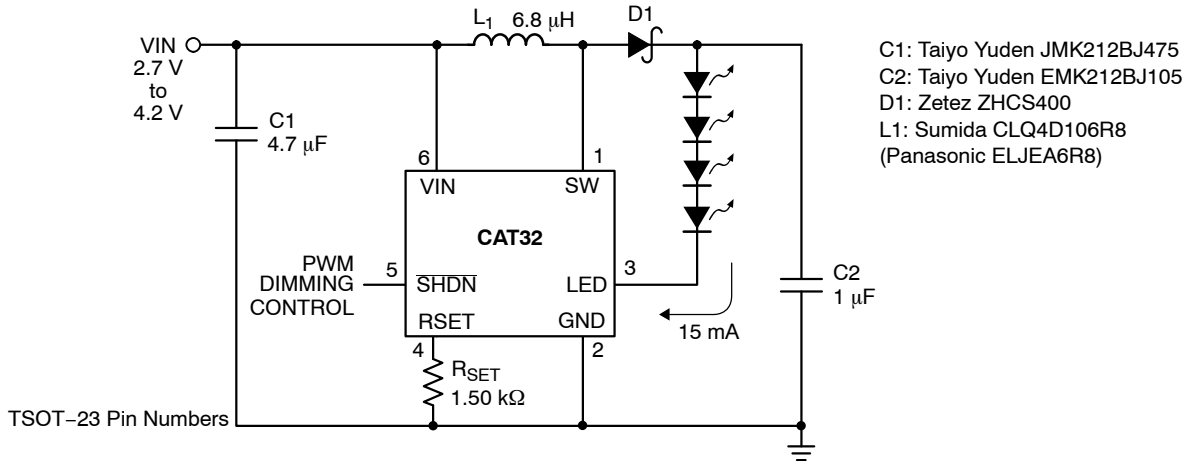 L1 6.8 μH
D1
VIN
2.7 V
to
4.2 V
C1
4.7 μF
C1: Taiyo Yuden JMK212BJ475
C2: Taiyo Yuden EMK212BJ105
D1: Zetez ZHCS400
L1: Sumida CLQ4D106R8
(Panasonic ELJEA6R8)
6
1
VIN
SW
CAT32
PWM
DIMMING
CONTROL
5
SHDN
LED
3
RSET
GND
4
2
RSET
1.50 kΩ
15 mA
C2
1 μF
TSOT−23 Pin Numbers